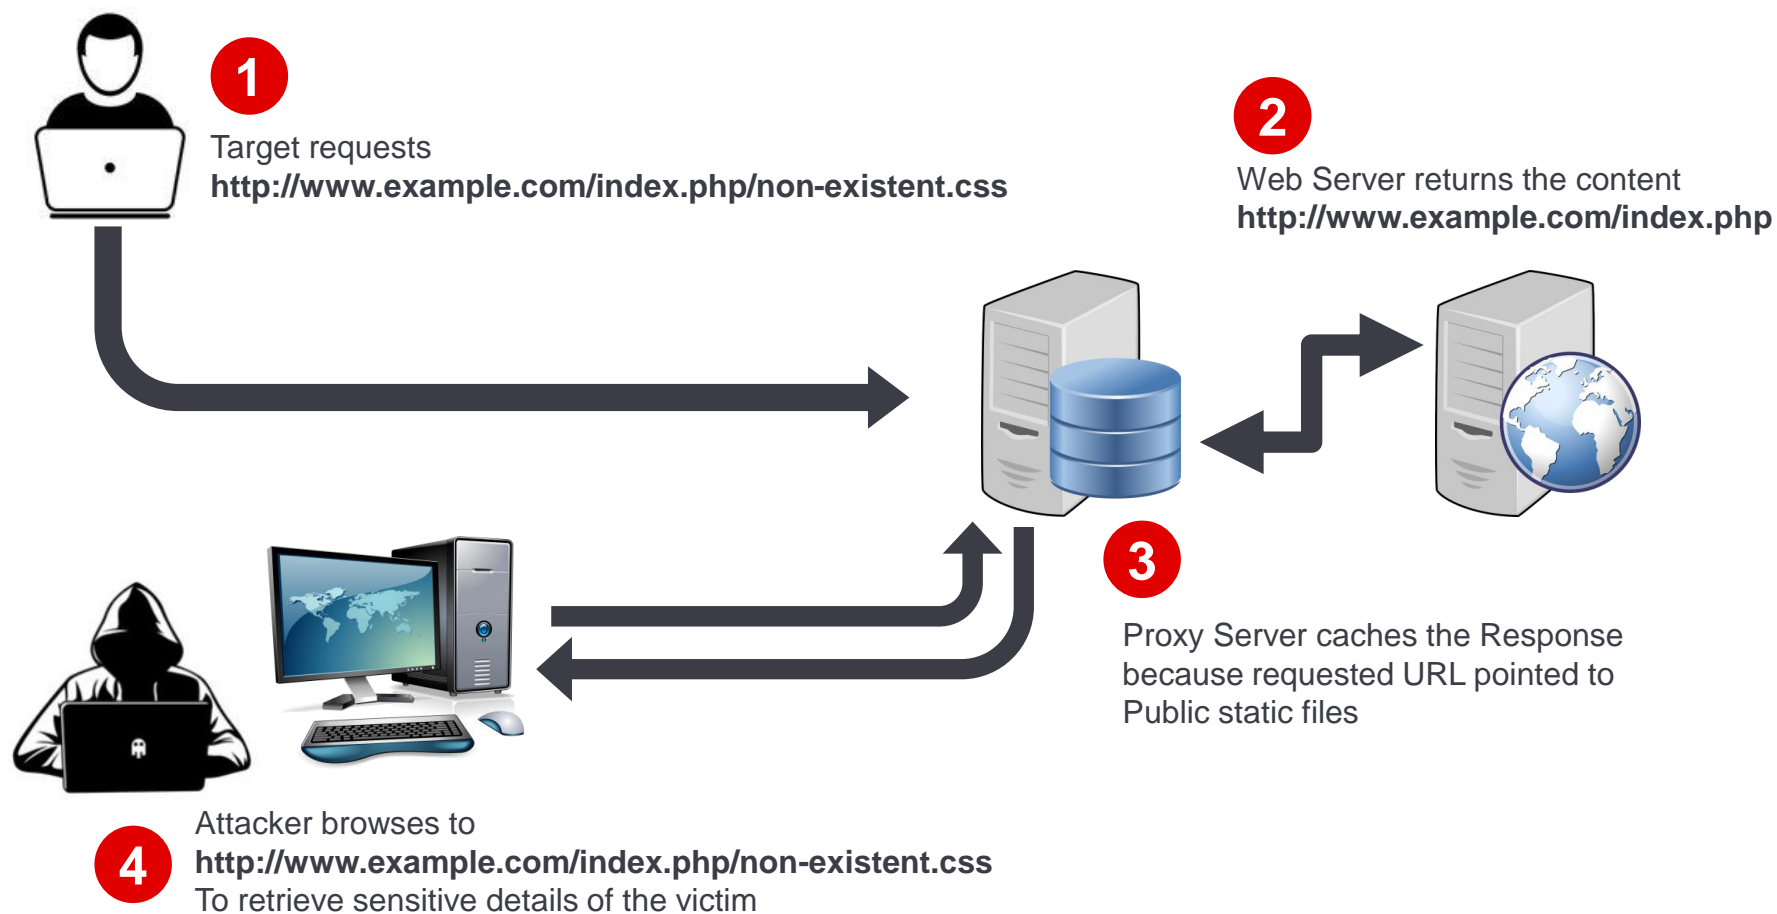 1
Target requests
http://www.example.com/index.php/non-existent.css
2
Web Server returns the content
http://www.example.com/index.php
3
Proxy Server caches the Response
because requested URL pointed to
Public static files
4
Attacker browses to
http://www.example.com/index.php/non-existent.css
To retrieve sensitive details of the victim